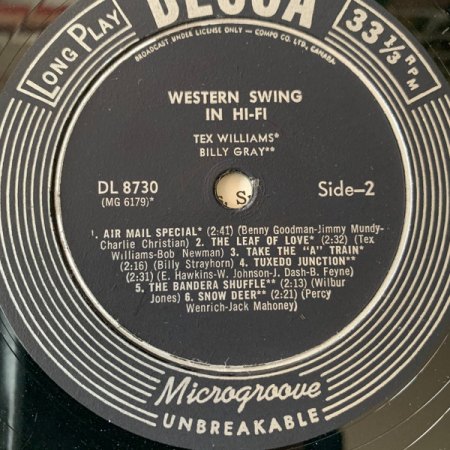 DECCA
LONG PLAY
33 1/3 RPM
BROADCAST UNDER LICENSE ONLY — COMPO CO. LTD., CANADA
WESTERN SWING
IN HI-FI
TEX WILLIAMS*
BILLY GRAY**
DL 8730
(MG 6179)*
Side-2
1. AIR MAIL SPECIAL* (2:41) (Benny Goodman-Jimmy Mundy-
Charlie Christian) 2. THE LEAF OF LOVE* (2:32) (Tex
Williams-Bob Newman) 3. TAKE THE "A" TRAIN*
(2:16) (Billy Strayhorn) 4. TUXEDO JUNCTION**
(2:31) (E. Hawkins-W. Johnson-J. Dash-B. Feyne)
5. THE BANDERA SHUFFLE** (2:13) (Wilbur
Jones) 6. SNOW DEER** (2:21) (Percy
Wenrich-Jack Mahoney)
Microgroove
UNBREAKABLE